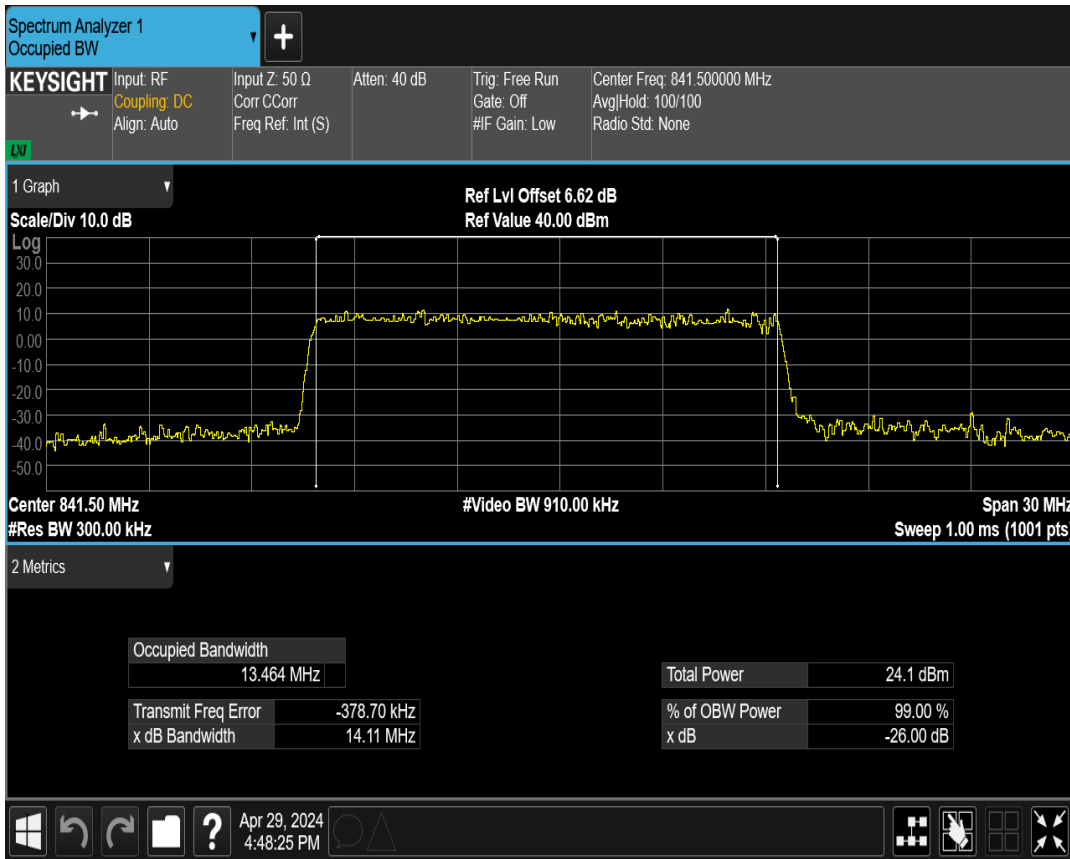 Spectrum Analyzer 1
Occupied BW
+
KEYSIGHT
LXI
Input: RF
Coupling: DC
Align: Auto
Input Z: 50 Ω
Corr CCorr
Freq Ref: Int (S)
Atten: 40 dB
Trig: Free Run
Gate: Off
#IF Gain: Low
Center Freq: 841.500000 MHz
Avg|Hold: 100/100
Radio Std: None
1 Graph
Scale/Div 10.0 dB
Ref Lvl Offset 6.62 dB
Ref Value 40.00 dBm
Log
30.0
20.0
10.0
0.00
-10.0
-20.0
-30.0
-40.0
-50.0
Center 841.50 MHz
#Video BW 910.00 kHz
Span 30 MHz
#Res BW 300.00 kHz
Sweep 1.00 ms (1001 pts)
2 Metrics
Occupied Bandwidth
13.464 MHz
Total Power 24.1 dBm
Transmit Freq Error -378.70 kHz
% of OBW Power 99.00 %
x dB Bandwidth 14.11 MHz
x dB -26.00 dB
?
Apr 29, 2024
4:48:25 PM